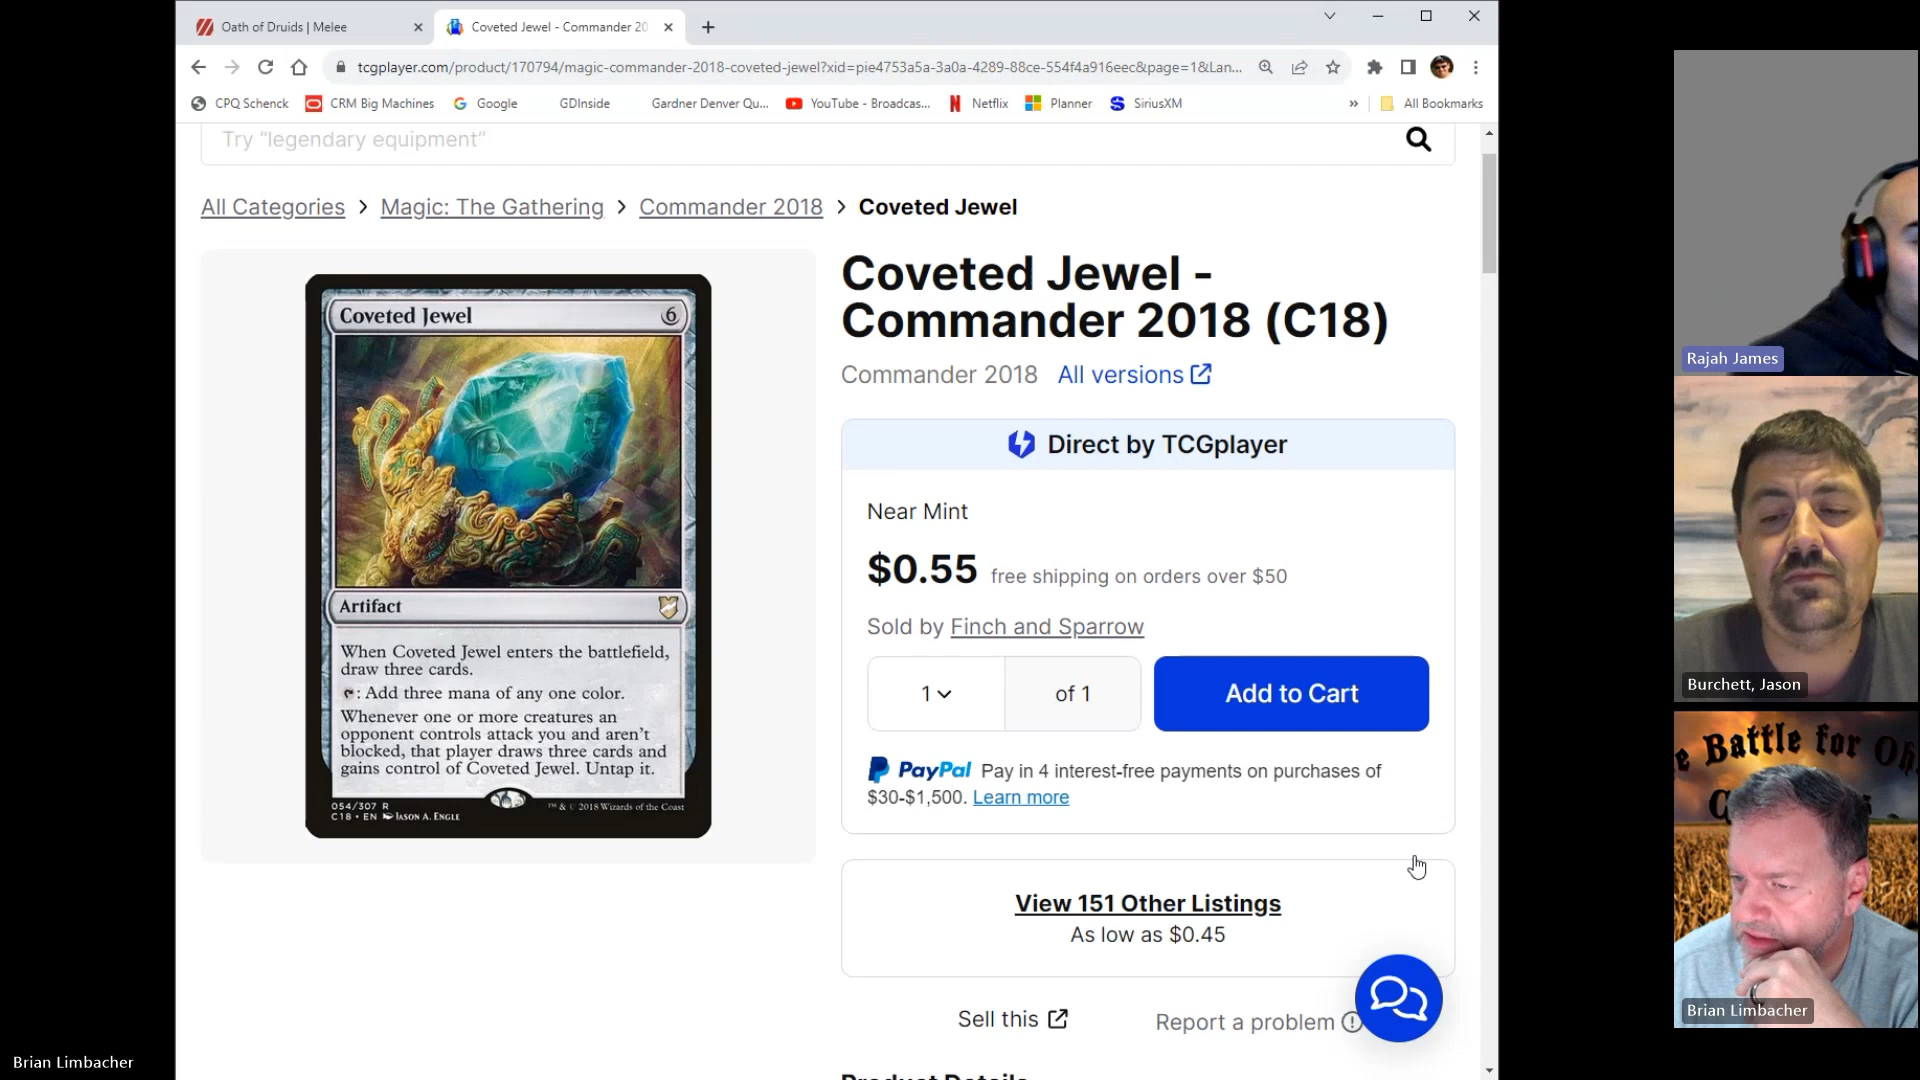 Oath of Druids | Melee
Coveted Jewel - Commander 20
tcgplayer.com/product/170794/magic-commander-2018-coveted-jewel?xid=pie4753a5a-3a0a-4289-88ce-554f4a916eec&page=1&Lan...
CPQ Schenck
CRM Big Machines
Google
GDInside
Gardner Denver Qu...
YouTube - Broadcas...
Netflix
Planner
SiriusXM
»
All Bookmarks
Try "legendary equipment"
All Categories > Magic: The Gathering > Commander 2018 > Coveted Jewel
Coveted Jewel 6
Artifact
When Coveted Jewel enters the battlefield,
draw three cards.
: Add three mana of any one color.
Whenever one or more creatures an
opponent controls attack you and aren't
blocked, that player draws three cards and
gains control of Coveted Jewel. Untap it.
054/307 R
C18 • EN JASON A. ENGLE
™ & © 2018 Wizards of the Coast
Coveted Jewel -
Commander 2018 (C18)
Commander 2018 All versions
Direct by TCGplayer
Near Mint
$0.55 free shipping on orders over $50
Sold by Finch and Sparrow
1 of 1
Add to Cart
PayPal Pay in 4 interest-free payments on purchases of
$30-$1,500. Learn more
View 151 Other Listings
As low as $0.45
Sell this
Report a problem
Rajah James
Burchett, Jason
Battle for Oh
Brian Limbacher
Brian Limbacher